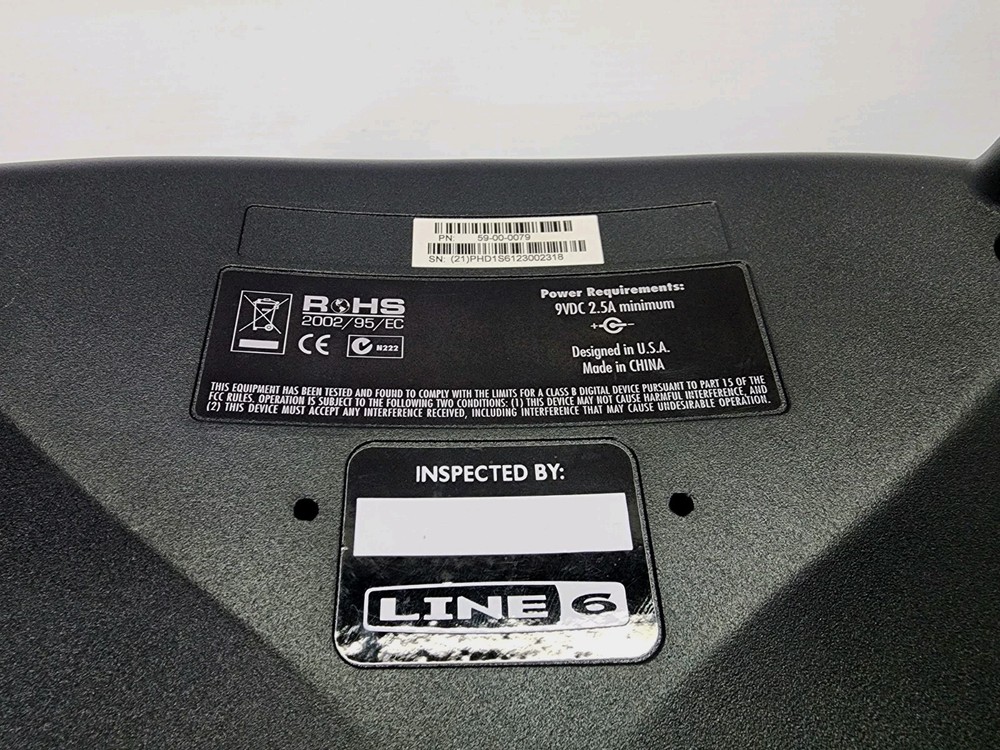 PN: 59-00-0079
SN: (21)PHD1S6123002318
ROHS
2002/95/EC
CE N222
Power Requirements:
9VDC 2.5A minimum
+ -
Designed in U.S.A.
Made in CHINA
THIS EQUIPMENT HAS BEEN TESTED AND FOUND TO COMPLY WITH THE LIMITS FOR A CLASS B DIGITAL DEVICE PURSUANT TO PART 15 OF THE
FCC RULES. OPERATION IS SUBJECT TO THE FOLLOWING TWO CONDITIONS: (1) THIS DEVICE MAY NOT CAUSE HARMFUL INTERFERENCE, AND
(2) THIS DEVICE MUST ACCEPT ANY INTERFERENCE RECEIVED, INCLUDING INTERFERENCE THAT MAY CAUSE UNDESIRABLE OPERATION.
INSPECTED BY:
LINE 6